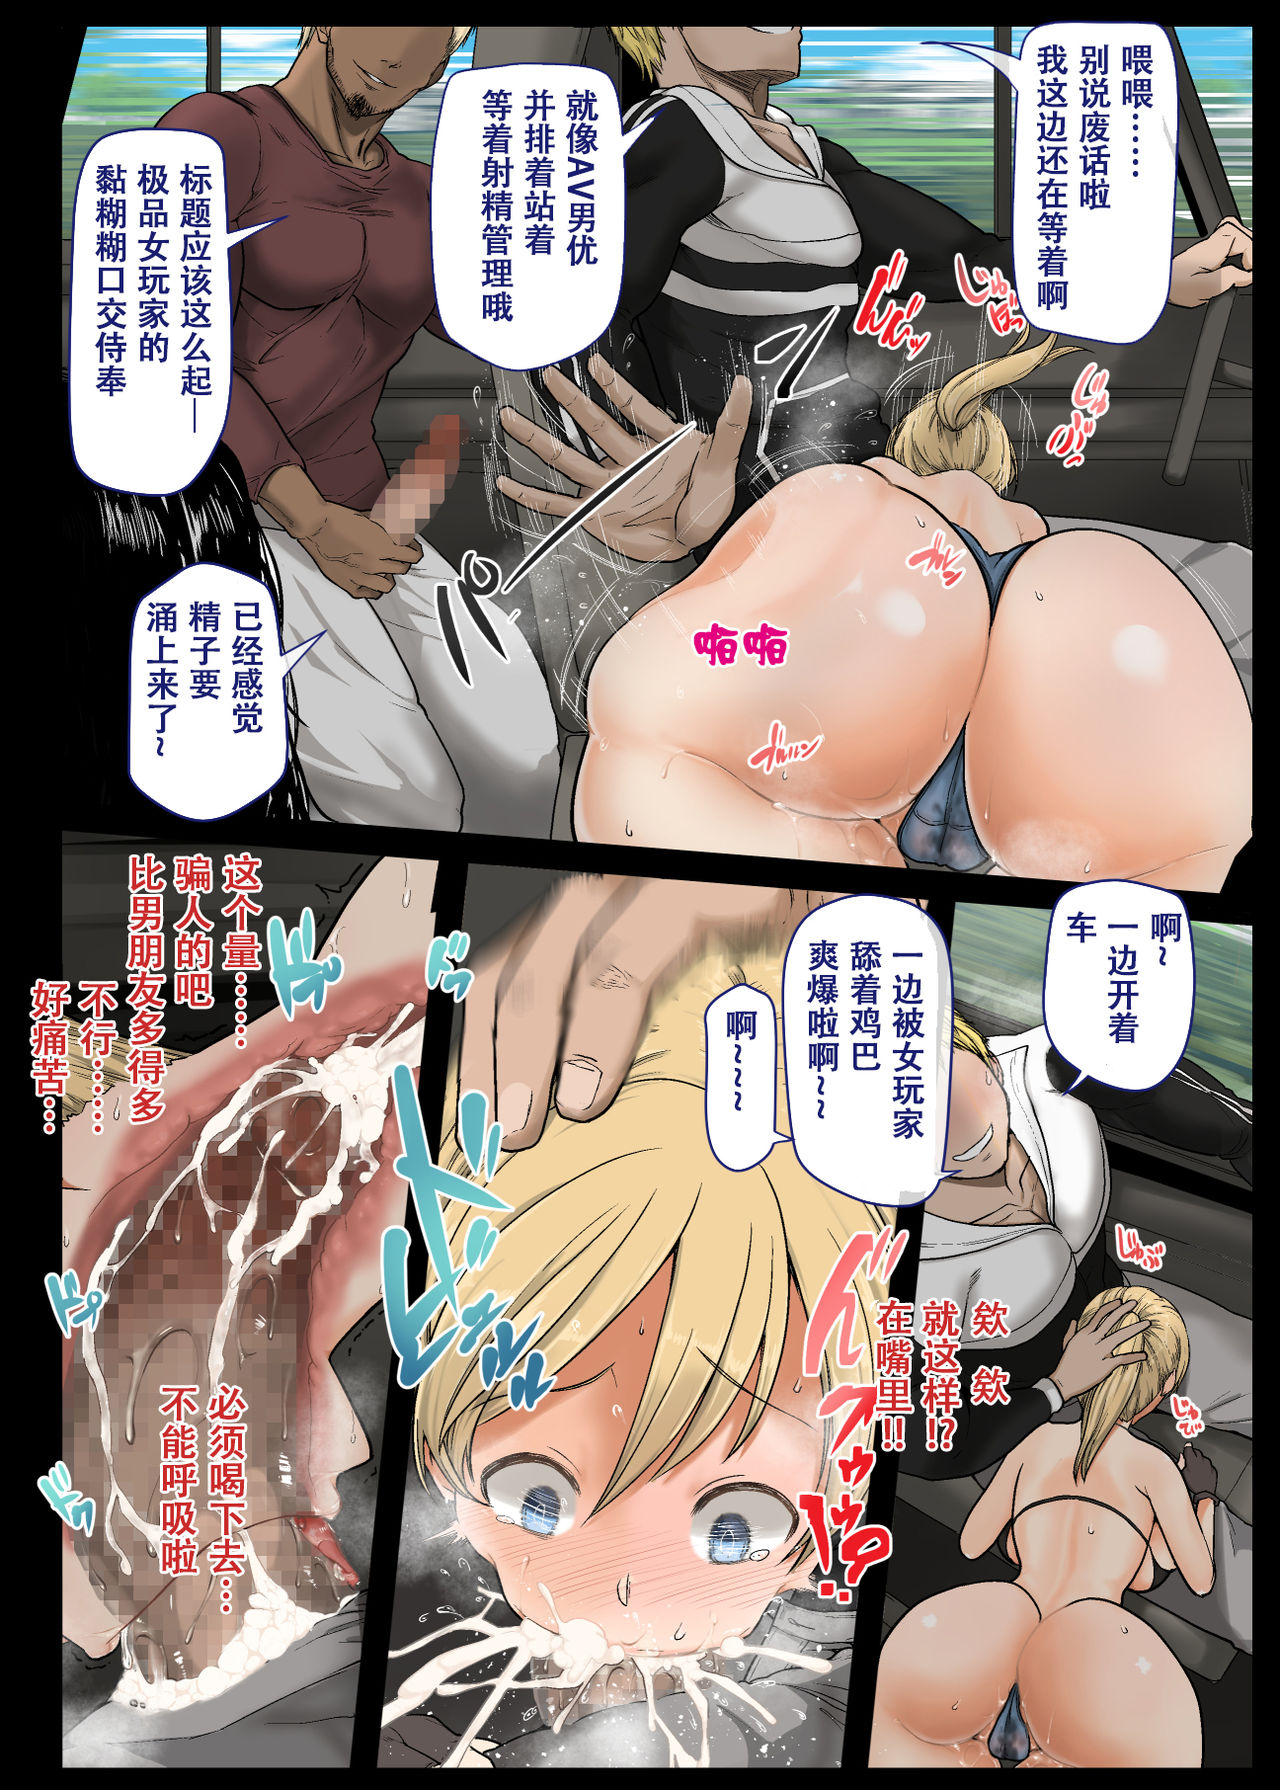 喂喂……
别说废话啦
我这边还在等着啊
就像AV男优
并排着站着
等着射精管理哦
标题应该这么起—
极品女玩家的
黏糊糊口交侍奉
已经感觉
精子要
涌上来了~
啪啪
啊~
一边开着
车
一边被女玩家
舔着鸡巴
爽爆啦啊~~
啊~~~~
欸 欸
就这样!?
在嘴里!!
这个量……
骗人的吧
比男朋友多得多
不行……
好痛苦…
必须喝下去…
不能呼吸啦